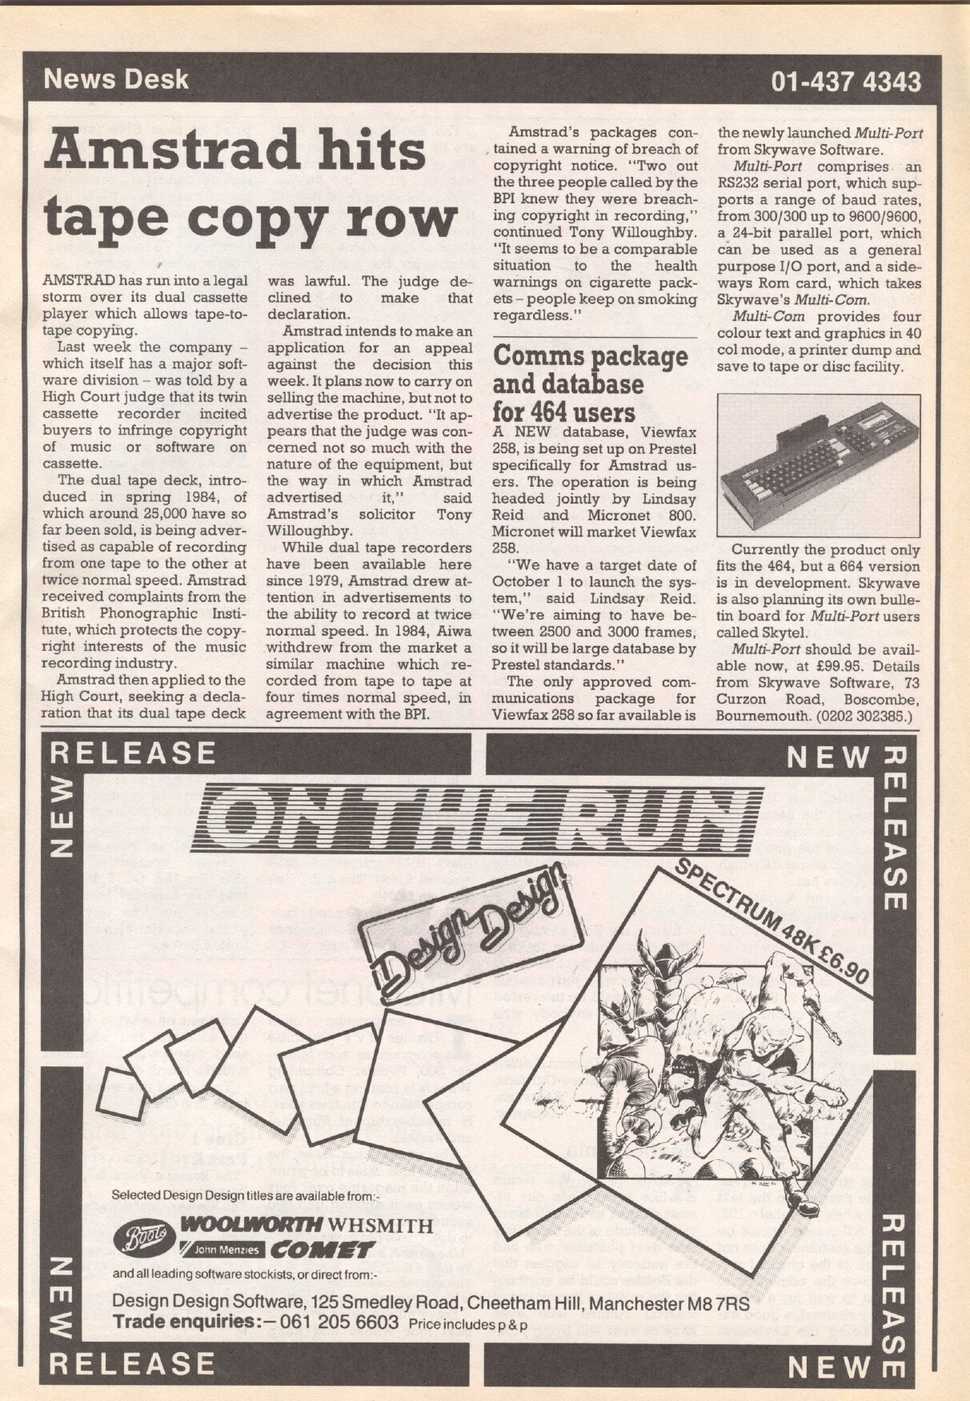 News Desk
01-437 4343
Amstrad hits
tape copy row
AMSTRAD has run into a legal
storm over its dual cassette
player which allows tape-to-
tape copying.
Last week the company –
which itself has a major soft-
ware division – was told by a
High Court judge that its twin
cassette recorder incited
buyers to infringe copyright
of music or software on
cassette.
The dual tape deck, intro-
duced in spring 1984, of
which around 25,000 have so
far been sold, is being adver-
tised as capable of recording
from one tape to the other at
twice normal speed. Amstrad
received complaints from the
British Phonographic Insti-
tute, which protects the copy-
right interests of the music
recording industry.
Amstrad then applied to the
High Court, seeking a decla-
ration that its dual tape deck
was lawful. The judge de-
clined to make that
declaration.
Amstrad intends to make an
application for an appeal
against the decision this
week. It plans now to carry on
selling the machine, but not to
advertise the product. "It ap-
pears that the judge was con-
cerned not so much with the
nature of the equipment, but
the way in which Amstrad
advertised it," said
Amstrad's solicitor Tony
Willoughby.
While dual tape recorders
have been available here
since 1979, Amstrad drew at-
tention in advertisements to
the ability to record at twice
normal speed. In 1984, Aiwa
withdrew from the market a
similar machine which re-
corded from tape to tape at
four times normal speed, in
agreement with the BPI.
Amstrad's packages con-
tained a warning of breach of
copyright notice. "Two out
the three people called by the
BPI knew they were breach-
ing copyright in recording,"
continued Tony Willoughby.
"It seems to be a comparable
situation to the health
warnings on cigarette pack-
ets – people keep on smoking
regardless."
Comms package
and database
for 464 users
A NEW database, Viewfax
258, is being set up on Prestel
specifically for Amstrad us-
ers. The operation is being
headed jointly by Lindsay
Reid and Micronet 800.
Micronet will market Viewfax
258.
"We have a target date of
October 1 to launch the sys-
tem," said Lindsay Reid.
"We're aiming to have be-
tween 2500 and 3000 frames,
so it will be large database by
Prestel standards."
The only approved com-
munications package for
Viewfax 258 so far available is
the newly launched Multi-Port
from Skywave Software.
Multi-Port comprises an
RS232 serial port, which sup-
ports a range of baud rates,
from 300/300 up to 9600/9600,
a 24-bit parallel port, which
can be used as a general
purpose I/O port, and a side-
ways Rom card, which takes
Skywave's Multi-Com.
Multi-Com provides four
colour text and graphics in 40
col mode, a printer dump and
save to tape or disc facility.
Currently the product only
fits the 464, but a 664 version
is in development. Skywave
is also planning its own bulle-
tin board for Multi-Port users
called Skytel.
Multi-Port should be avail-
able now, at £99.95. Details
from Skywave Software, 73
Curzon Road, Boscombe,
Bournemouth. (0202 302385.)
NEW RELEASE
NEW RELEASE
ON THE RUN
Design Design
SPECTRUM 48K £6.90
Selected Design Design titles are available from:-
Boots WOOLWORTH WHSMITH
John Menzies COMET
and all leading software stockists, or direct from:-
Design Design Software, 125 Smedley Road, Cheetham Hill, Manchester M8 7RS
Trade enquiries:– 061 205 6603 Price includes p & p
NEW RELEASE
NEW RELEASE